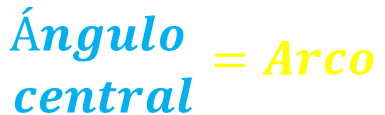 Ángulo
central = Arco